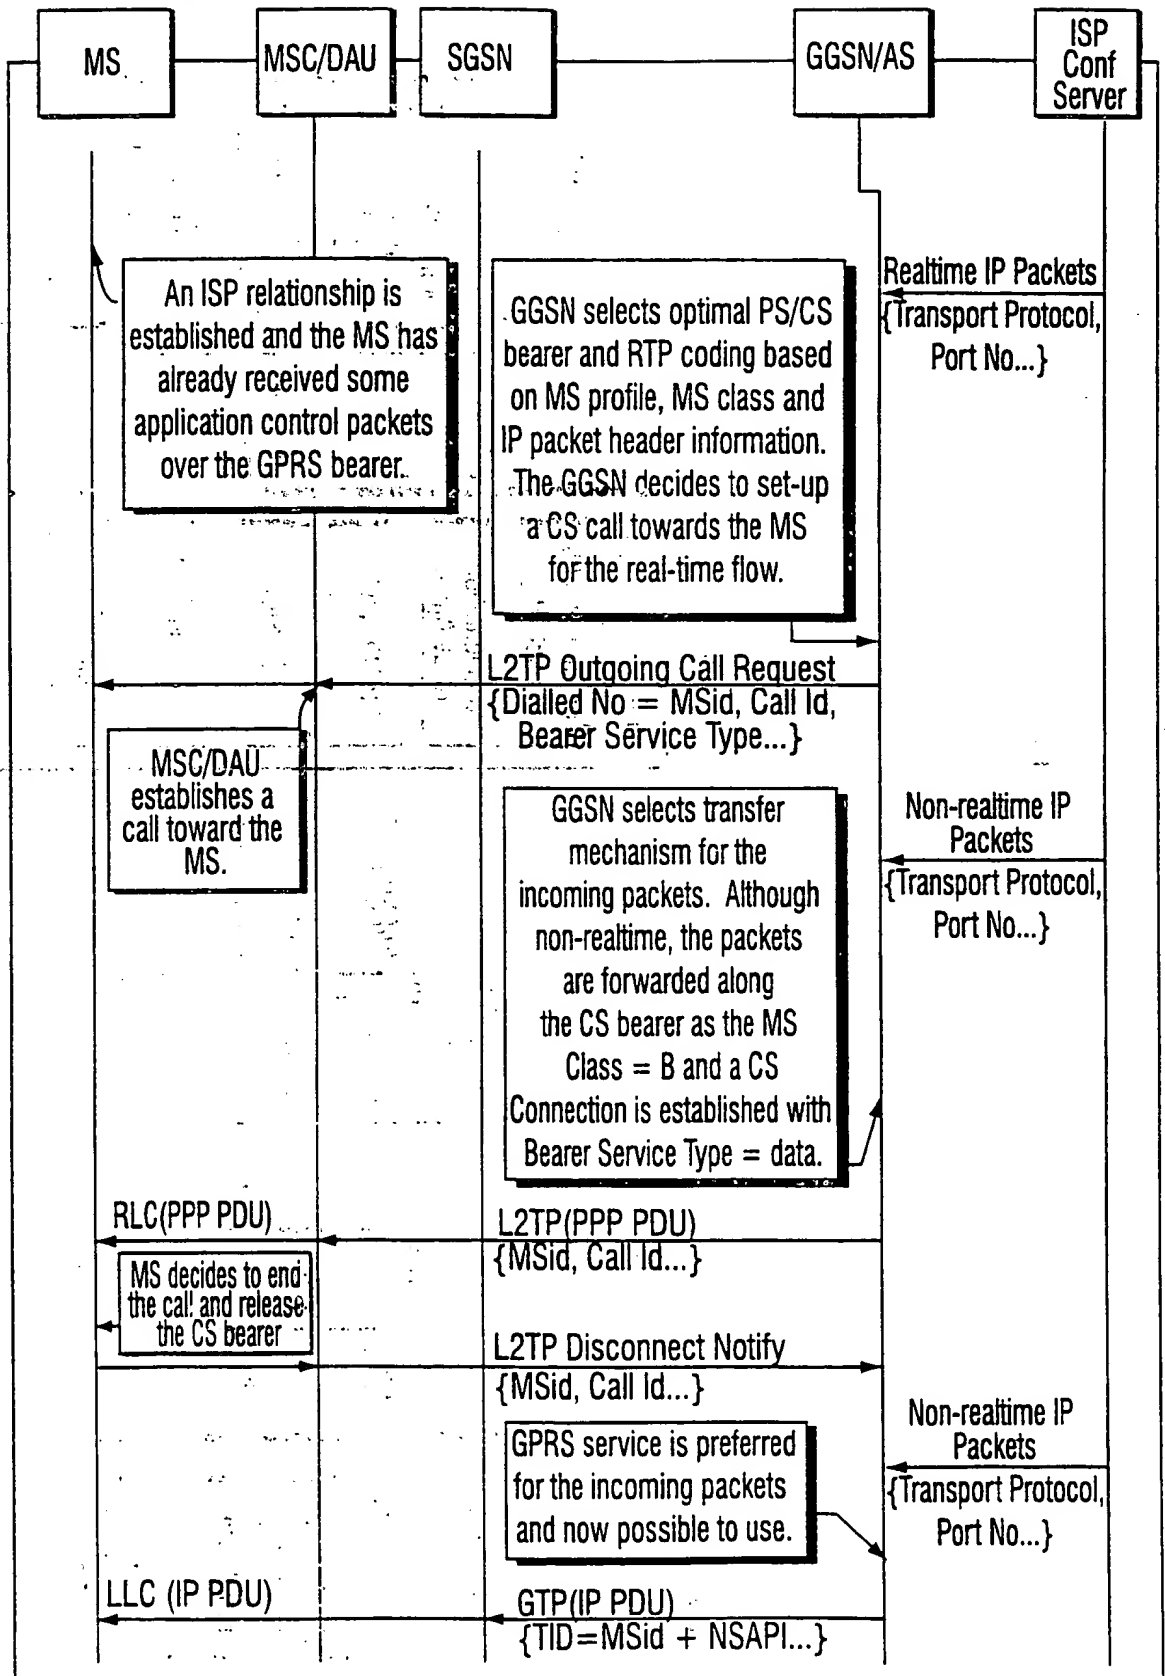 MS
MSC/DAU
SGSN
GGSN/AS
ISP
Conf
Server
An ISP relationship is
established and the MS has
already received some
application control packets
over the GPRS bearer.
GGSN selects optimal PS/CS
bearer and RTP coding based
on MS profile, MS class and
IP packet header information.
The GGSN decides to set-up
a CS call towards the MS
for the real-time flow.
Realtime IP Packets
{Transport Protocol,
Port No...}
L2TP Outgoing Call Request
{Dialled No = MSid, Call Id,
Bearer Service Type...}
MSC/DAU
establishes a
call toward the
MS.
GGSN selects transfer
mechanism for the
incoming packets. Although
non-realtime, the packets
are forwarded along
the CS bearer as the MS
Class = B and a CS
Connection is established with
Bearer Service Type = data.
Non-realtime IP
Packets
{Transport Protocol,
Port No...}
RLC(PPP PDU)
L2TP(PPP PDU)
{MSid, Call Id...}
MS decides to end
the call and release
the CS bearer
L2TP Disconnect Notify
{MSid, Call Id...}
GPRS service is preferred
for the incoming packets
and now possible to use.
Non-realtime IP
Packets
{Transport Protocol,
Port No...}
LLC (IP PDU)
GTP(IP PDU)
{TID=MSid + NSAPI...}